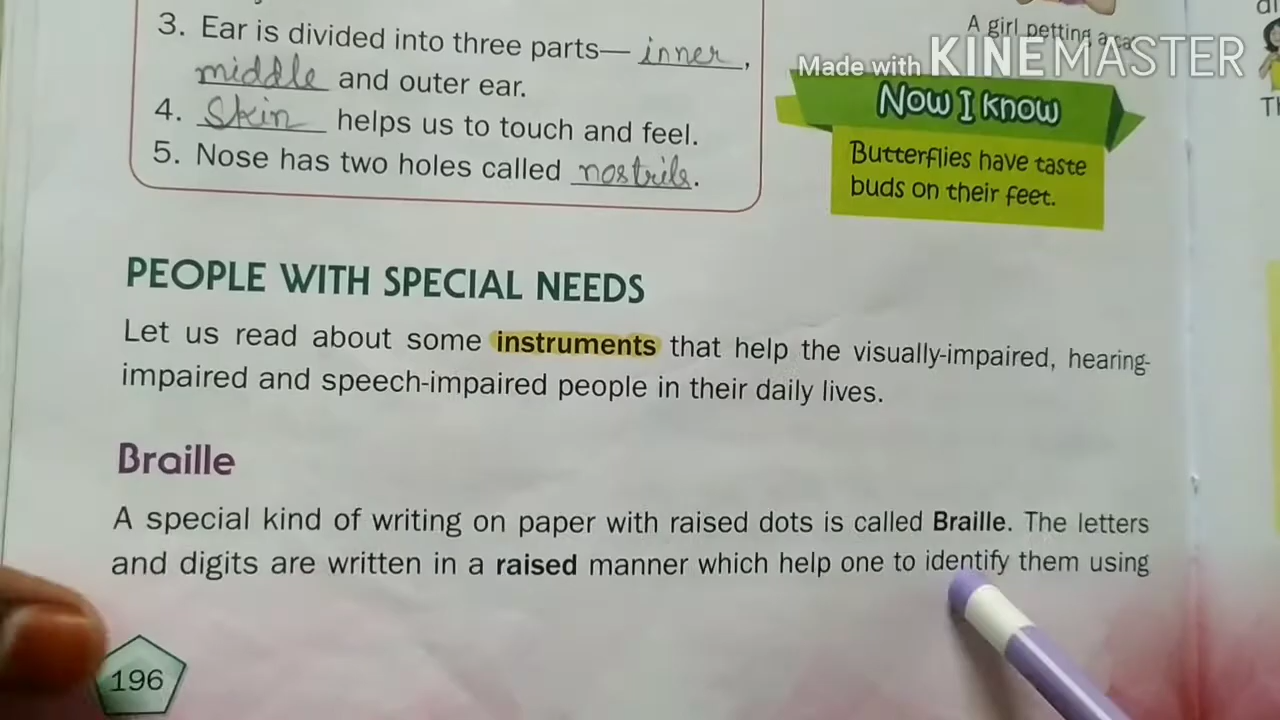 3. Ear is divided into three parts— inner,
middle and outer ear.
4. Skin helps us to touch and feel.
5. Nose has two holes called nostrils.
A girl petting a
Made with KINEMASTER
Now I know
Butterflies have taste
buds on their feet.
PEOPLE WITH SPECIAL NEEDS
Let us read about some instruments that help the visually-impaired, hearing-
impaired and speech-impaired people in their daily lives.
Braille
A special kind of writing on paper with raised dots is called Braille. The letters
and digits are written in a raised manner which help one to identify them using
196